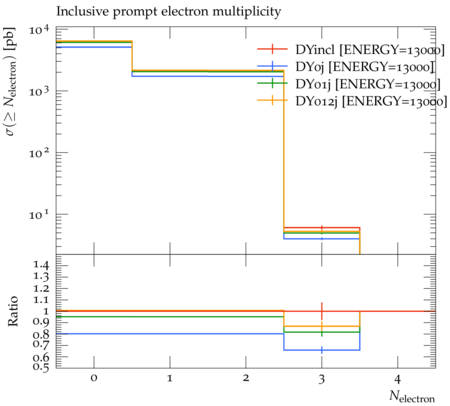 Inclusive prompt electron multiplicity
σ(≥ N_electron) [pb]
10^4
10^3
10^2
10^1
DYincl [ENERGY=13000]
DY0j [ENERGY=13000]
DY01j [ENERGY=13000]
DY012j [ENERGY=13000]
Ratio
1.4
1.3
1.2
1.1
1
0.9
0.8
0.7
0.6
0.5
0 1 2 3 4
N_electron